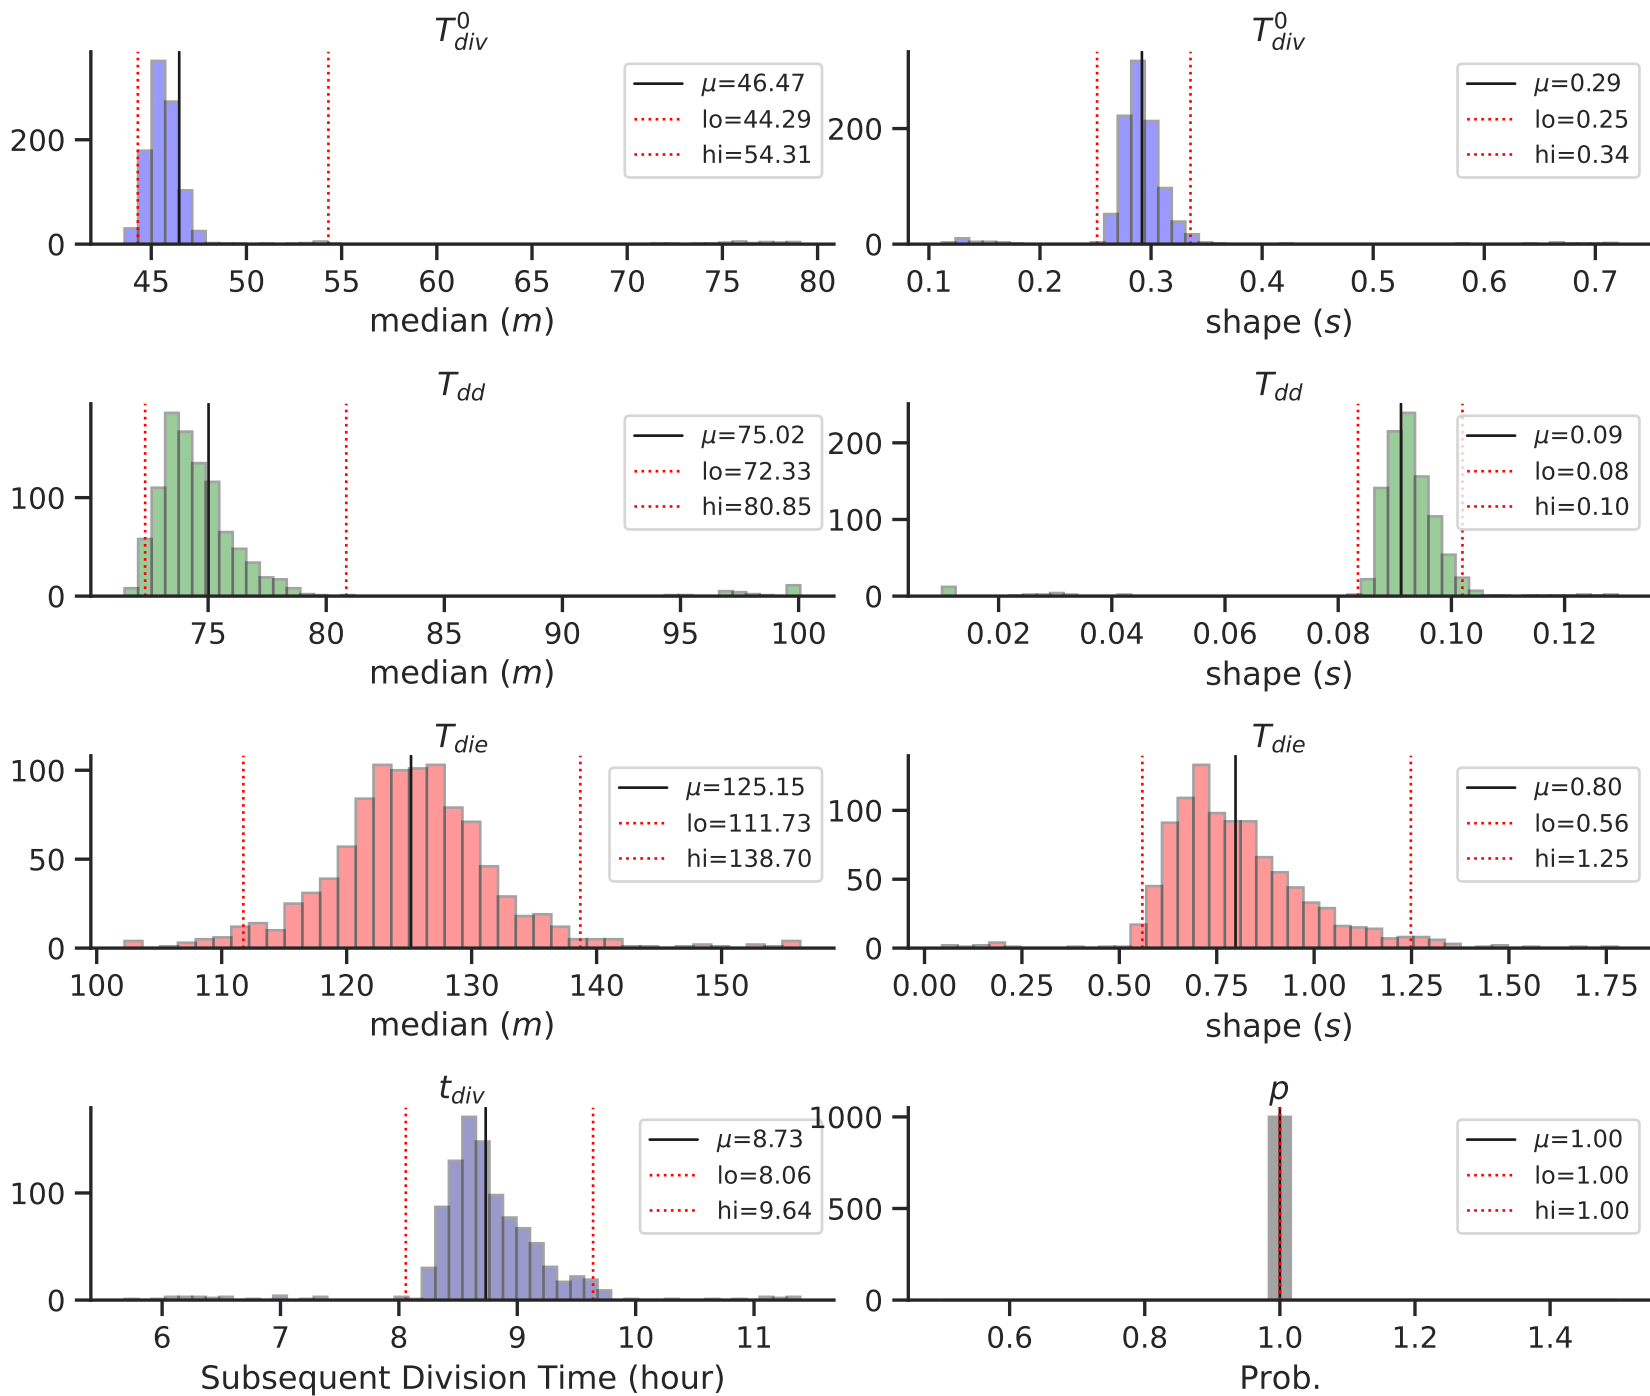 T⁰div
200
0
45 50 55 60 65 70 75 80
median (m)
μ=46.47
lo=44.29
hi=54.31
T⁰div
200
0
0.1 0.2 0.3 0.4 0.5 0.6 0.7
shape (s)
μ=0.29
lo=0.25
hi=0.34
Tdd
100
0
75 80 85 90 95 100
median (m)
μ=75.02
lo=72.33
hi=80.85
Tdd
200
100
0
0.02 0.04 0.06 0.08 0.10 0.12
shape (s)
μ=0.09
lo=0.08
hi=0.10
Tdie
100
50
0
100 110 120 130 140 150
median (m)
μ=125.15
lo=111.73
hi=138.70
Tdie
100
50
0
0.00 0.25 0.50 0.75 1.00 1.25 1.50 1.75
shape (s)
μ=0.80
lo=0.56
hi=1.25
tdiv
100
0
6 7 8 9 10 11
Subsequent Division Time (hour)
μ=8.73
lo=8.06
hi=9.64
p
1000
500
0
0.6 0.8 1.0 1.2 1.4
Prob.
μ=1.00
lo=1.00
hi=1.00